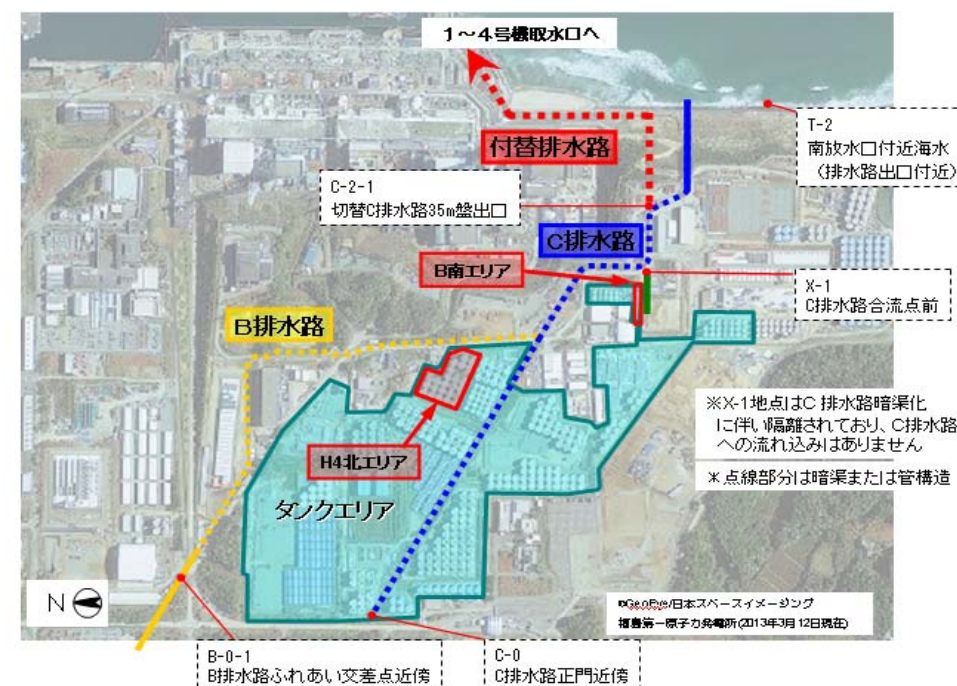 1～4号機取水口へ
T-2
南放水口付近海水
（排水路出口付近）
付替排水路
C-2-1
切替C排水路35m盤出口
C排水路
B南エリア
X-1
C排水路合流点前
B排水路
※X-1地点はC排水路暗渠化
に伴い隔離されており、C排水路
への流れ込みはありません
＊点線部分は暗渠または管構造
H4北エリア
タンクエリア
N
©GeoEye/日本スペースイメージング
福島第一原子力発電所(2013年3月12日現在)
B-0-1
B排水路ふれあい交差点近傍
C-0
C排水路正門近傍